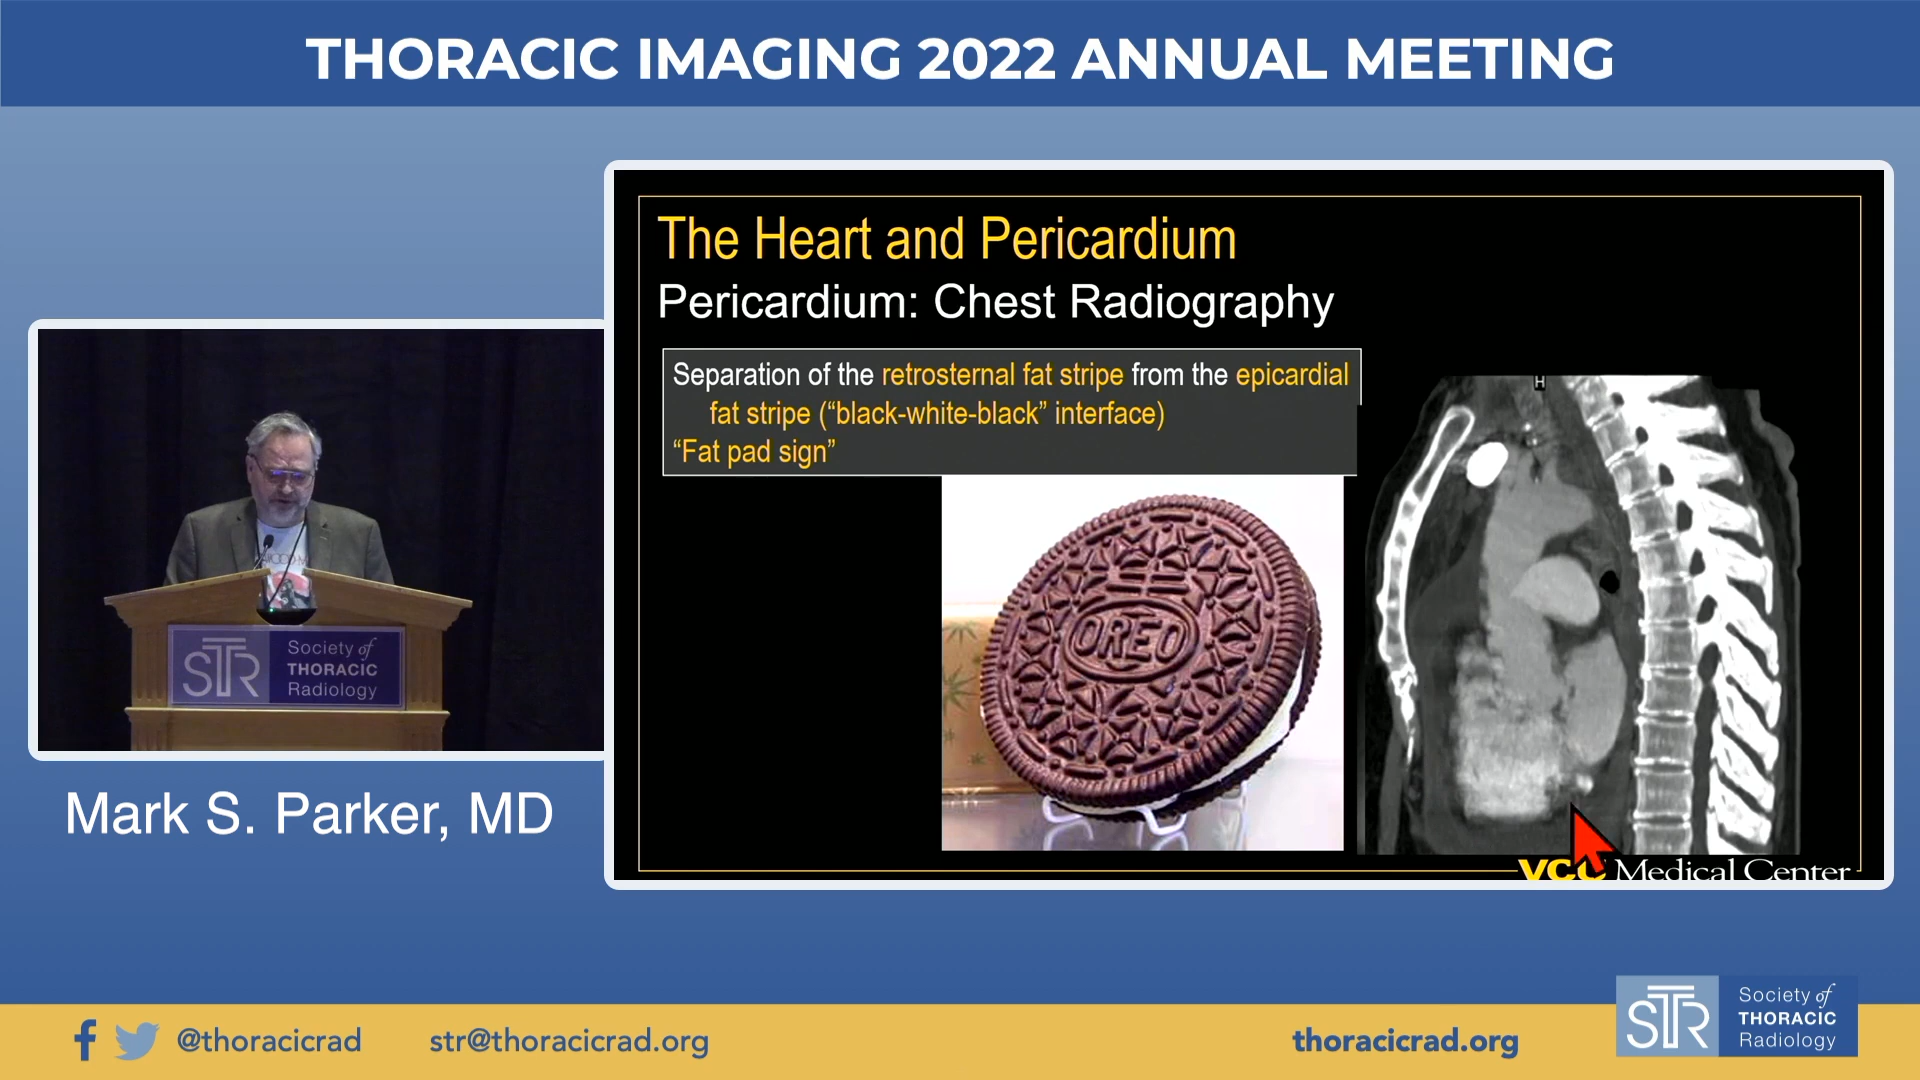 THORACIC IMAGING 2022 ANNUAL MEETING
The Heart and Pericardium
Pericardium: Chest Radiography
Separation of the retrosternal fat stripe from the epicardial
fat stripe (“black-white-black” interface)
“Fat pad sign”
H
OREO
Medical Center
STR
Society of
THORACIC
Radiology
Mark S. Parker, MD
@thoracicrad
str@thoracicrad.org
thoracicrad.org
STR
Society of
THORACIC
Radiology